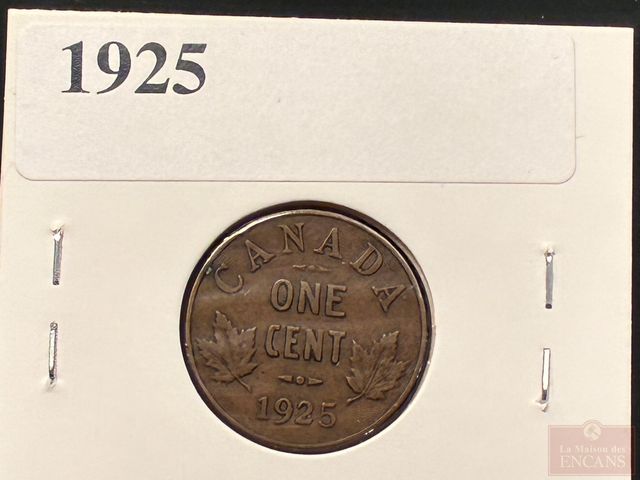 1925
CANADA
ONE
CENT
1925
La Maison des
ENCANS